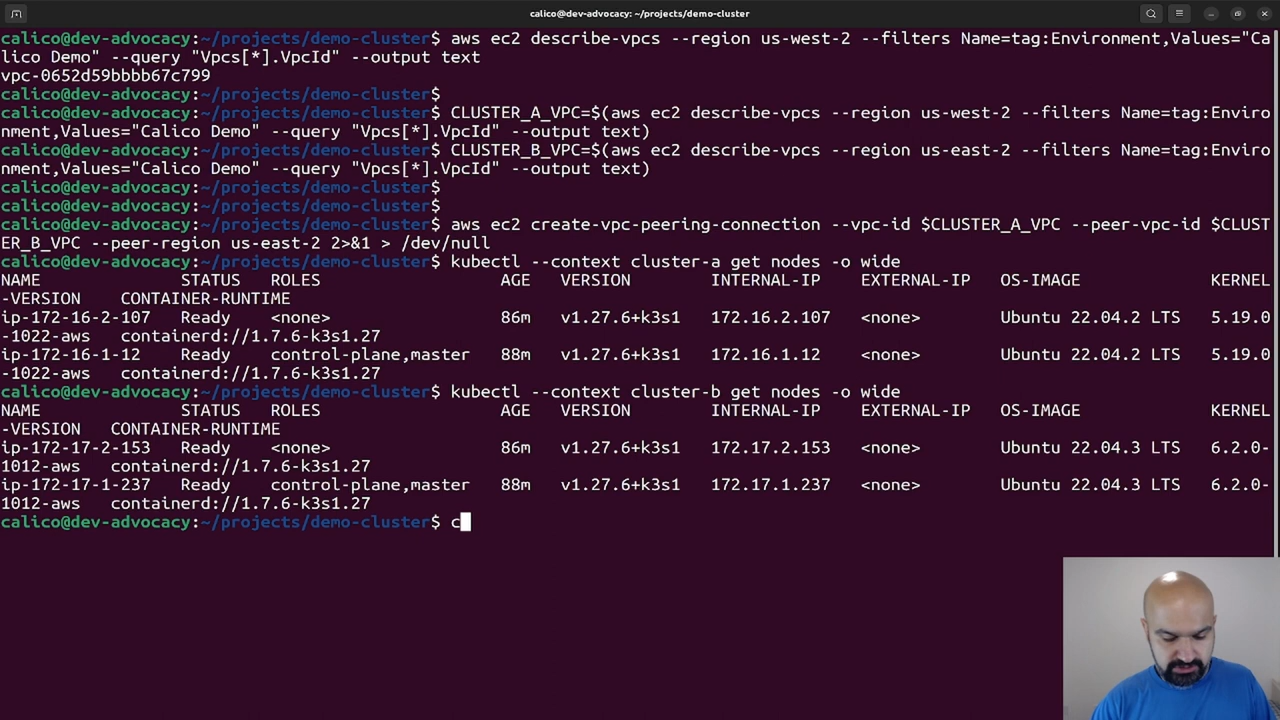 calico@dev-advocacy: ~/projects/demo-cluster
calico@dev-advocacy:~/projects/demo-cluster$ aws ec2 describe-vpcs --region us-west-2 --filters Name=tag:Environment,Values="Ca
lico Demo" --query "Vpcs[*].VpcId" --output text
vpc-0652d59bbbb67c799
calico@dev-advocacy:~/projects/demo-cluster$
calico@dev-advocacy:~/projects/demo-cluster$ CLUSTER_A_VPC=$(aws ec2 describe-vpcs --region us-west-2 --filters Name=tag:Enviro
nment,Values="Calico Demo" --query "Vpcs[*].VpcId" --output text)
calico@dev-advocacy:~/projects/demo-cluster$ CLUSTER_B_VPC=$(aws ec2 describe-vpcs --region us-east-2 --filters Name=tag:Enviro
nment,Values="Calico Demo" --query "Vpcs[*].VpcId" --output text)
calico@dev-advocacy:~/projects/demo-cluster$
calico@dev-advocacy:~/projects/demo-cluster$
calico@dev-advocacy:~/projects/demo-cluster$ aws ec2 create-vpc-peering-connection --vpc-id $CLUSTER_A_VPC --peer-vpc-id $CLUST
ER_B_VPC --peer-region us-east-2 2>&1 > /dev/null
calico@dev-advocacy:~/projects/demo-cluster$ kubectl --context cluster-a get nodes -o wide
NAME STATUS ROLES AGE VERSION INTERNAL-IP EXTERNAL-IP OS-IMAGE KERNEL
-VERSION CONTAINER-RUNTIME
ip-172-16-2-107 Ready <none> 86m v1.27.6+k3s1 172.16.2.107 <none> Ubuntu 22.04.2 LTS 5.19.0
-1022-aws containerd://1.7.6-k3s1.27
ip-172-16-1-12 Ready control-plane,master 88m v1.27.6+k3s1 172.16.1.12 <none> Ubuntu 22.04.2 LTS 5.19.0
-1022-aws containerd://1.7.6-k3s1.27
calico@dev-advocacy:~/projects/demo-cluster$ kubectl --context cluster-b get nodes -o wide
NAME STATUS ROLES AGE VERSION INTERNAL-IP EXTERNAL-IP OS-IMAGE KERNEL
-VERSION CONTAINER-RUNTIME
ip-172-17-2-153 Ready <none> 86m v1.27.6+k3s1 172.17.2.153 <none> Ubuntu 22.04.3 LTS 6.2.0-
1012-aws containerd://1.7.6-k3s1.27
ip-172-17-1-237 Ready control-plane,master 88m v1.27.6+k3s1 172.17.1.237 <none> Ubuntu 22.04.3 LTS 6.2.0-
1012-aws containerd://1.7.6-k3s1.27
calico@dev-advocacy:~/projects/demo-cluster$ c